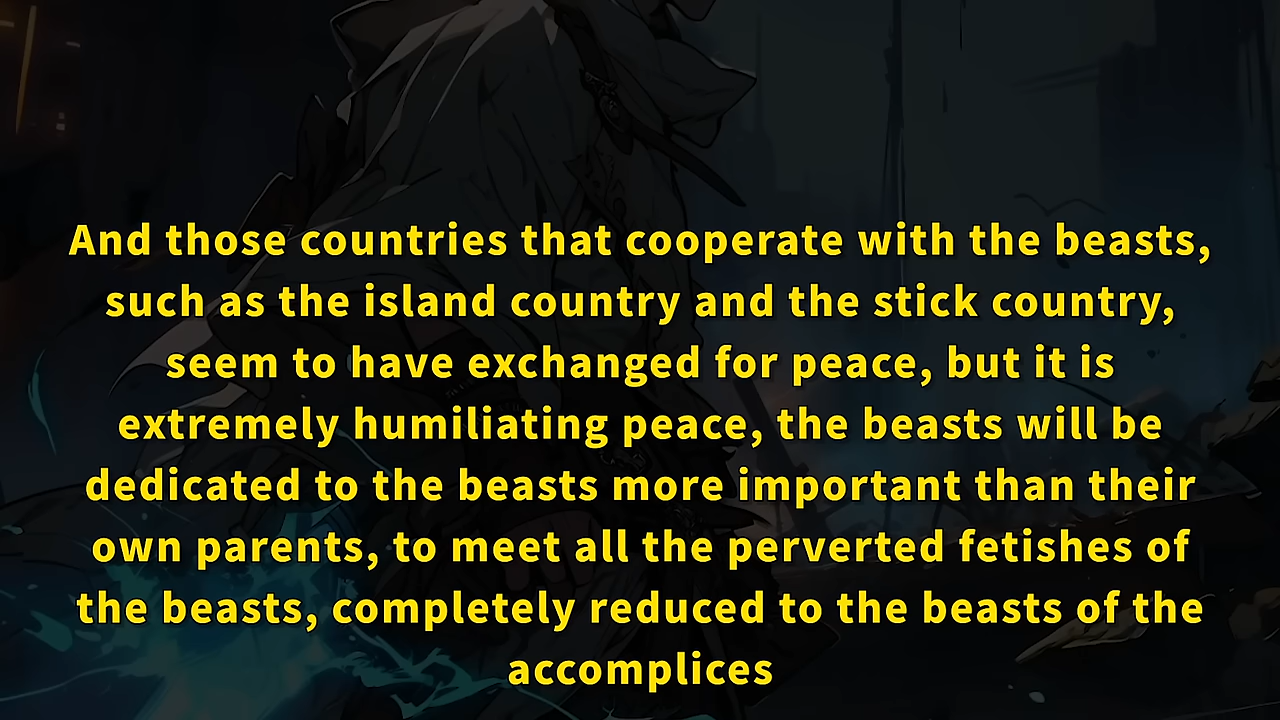 And those countries that cooperate with the beasts,
such as the island country and the stick country,
seem to have exchanged for peace, but it is
extremely humiliating peace, the beasts will be
dedicated to the beasts more important than their
own parents, to meet all the perverted fetishes of
the beasts, completely reduced to the beasts of the
accomplices